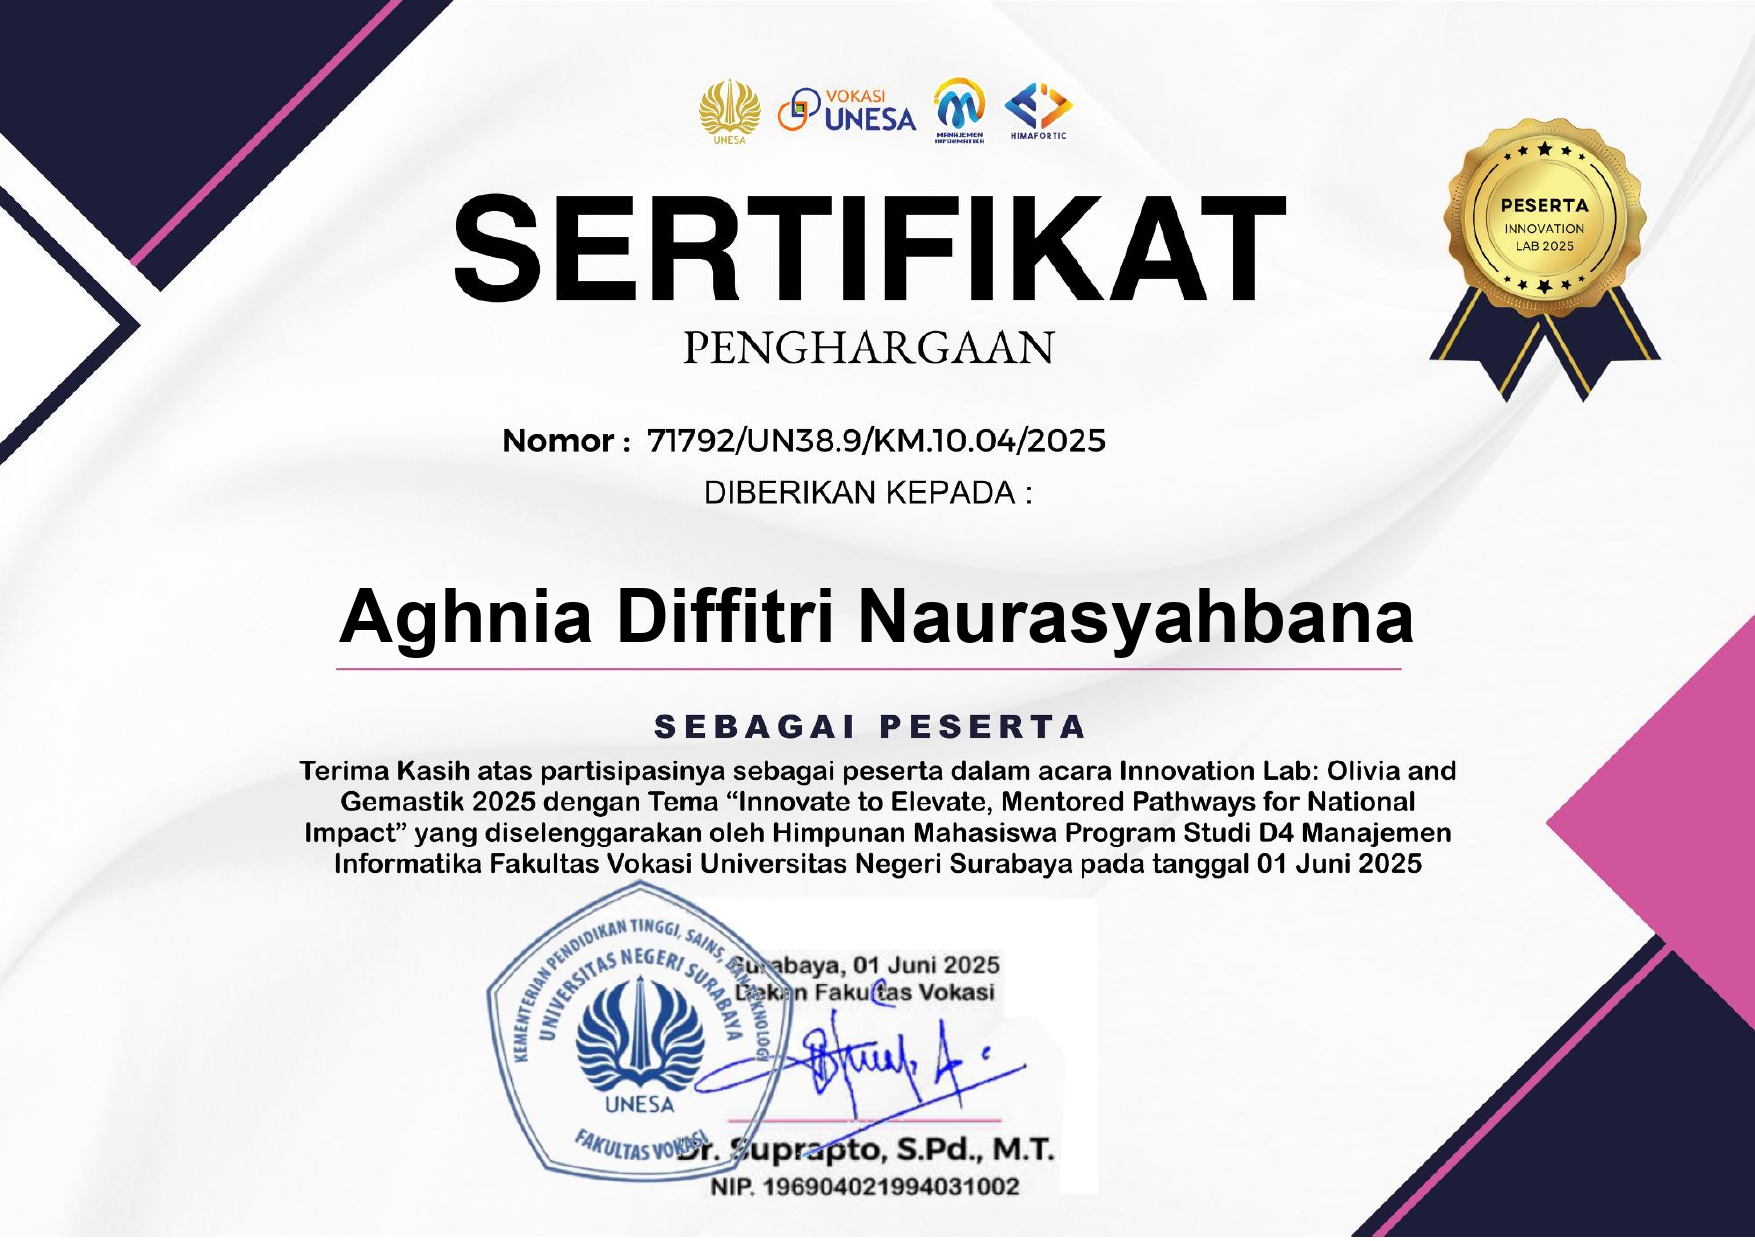 UNESA
VOKASI
UNESA
MANAJEMEN
INFORMATIKA
HIMAFORTIC
SERTIFIKAT
PENGHARGAAN
PESERTA
INNOVATION
LAB 2025
Nomor : 71792/UN38.9/KM.10.04/2025
DIBERIKAN KEPADA :
Aghnia Diffitri Naurasyahbana
SEBAGAI PESERTA
Terima Kasih atas partisipasinya sebagai peserta dalam acara Innovation Lab: Olivia and
Gemastik 2025 dengan Tema “Innovate to Elevate, Mentored Pathways for National
Impact” yang diselenggarakan oleh Himpunan Mahasiswa Program Studi D4 Manajemen
Informatika Fakultas Vokasi Universitas Negeri Surabaya pada tanggal 01 Juni 2025
KEMENTERIAN PENDIDIKAN TINGGI, SAINS, DAN TEKNOLOGI
UNIVERSITAS NEGERI SURABAYA
UNESA
FAKULTAS VOKASI
Surabaya, 01 Juni 2025
Dekan Fakultas Vokasi
Dr. Suprapto, S.Pd., M.T.
NIP. 196904021994031002